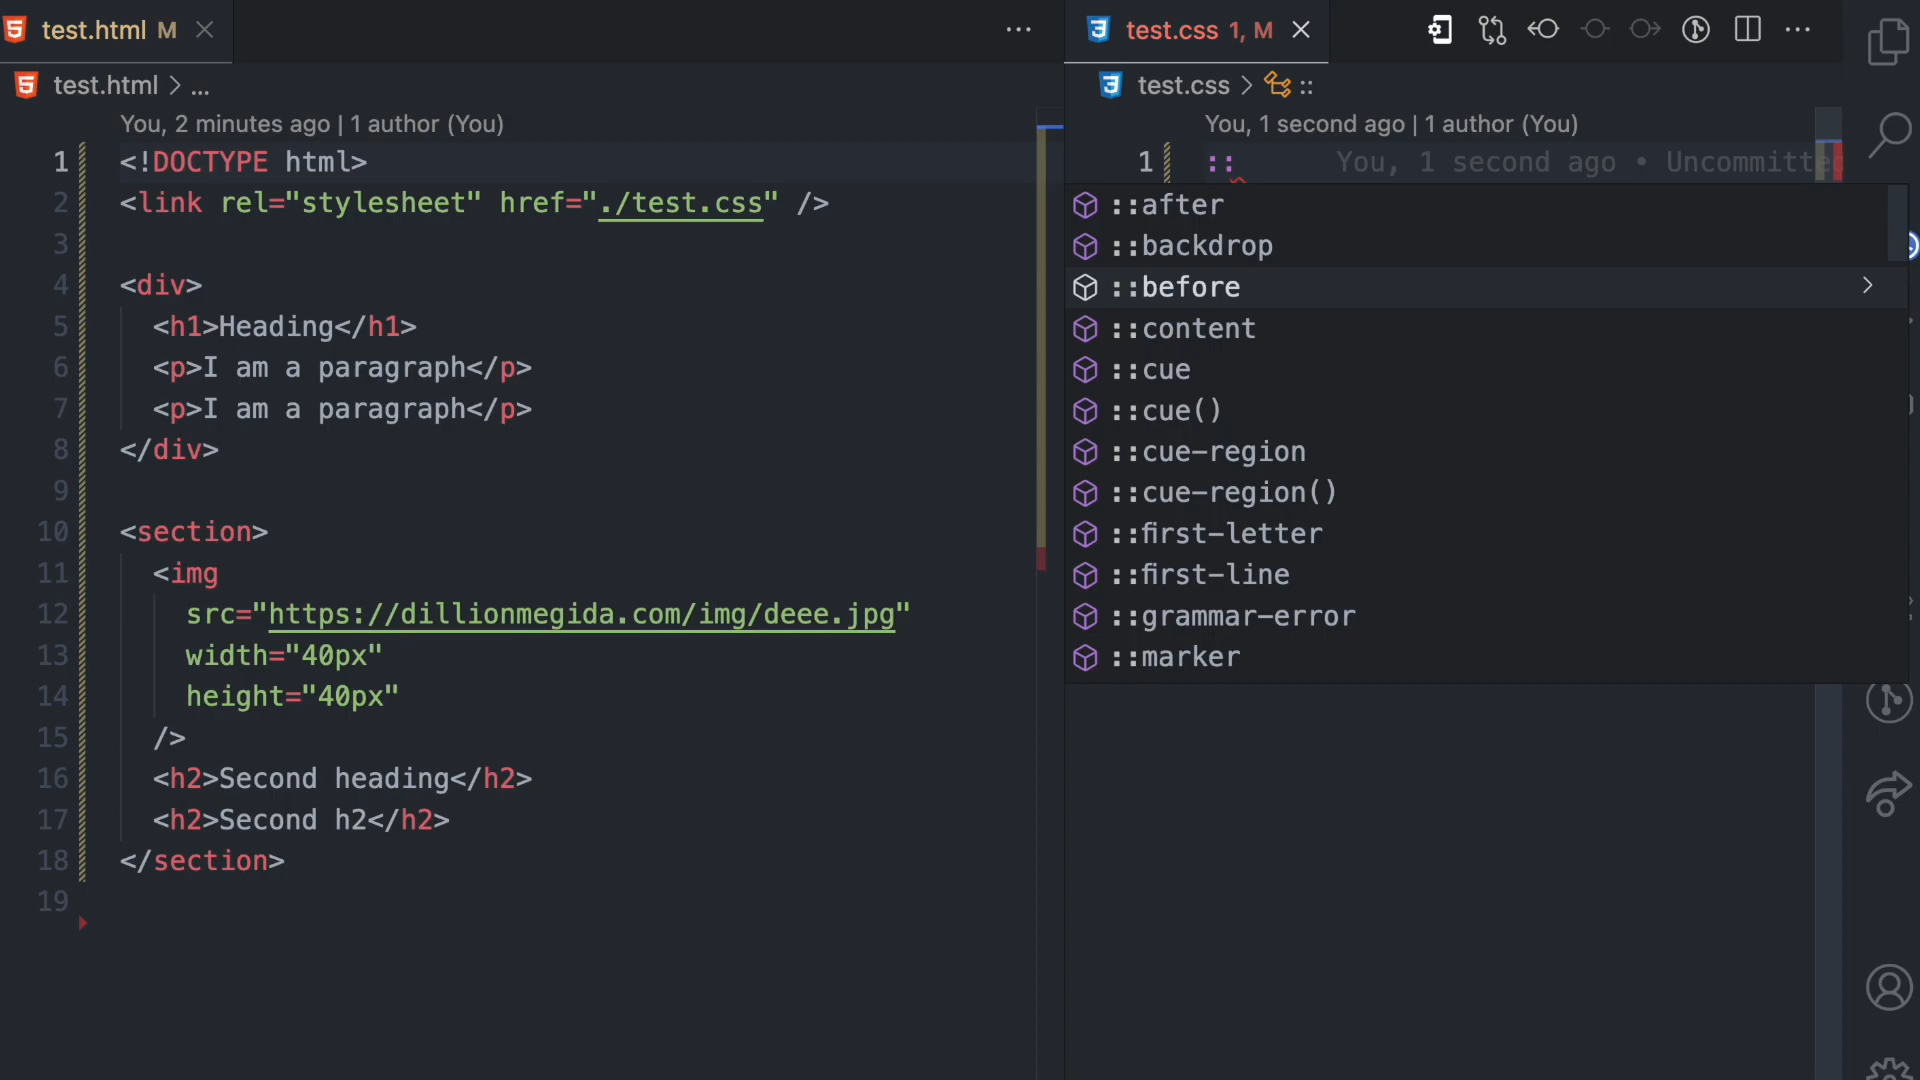 test.html M
test.html > ...
You, 2 minutes ago | 1 author (You)
1 <!DOCTYPE html>
2 <link rel="stylesheet" href="./test.css" />
3
4 <div>
5 <h1>Heading</h1>
6 <p>I am a paragraph</p>
7 <p>I am a paragraph</p>
8 </div>
9
10 <section>
11 <img
12 src="https://dillionmegida.com/img/deee.jpg"
13 width="40px"
14 height="40px"
15 />
16 <h2>Second heading</h2>
17 <h2>Second h2</h2>
18 </section>
19
test.css 1, M
test.css > ::
You, 1 second ago | 1 author (You)
1 :: You, 1 second ago • Uncommitted
::after
::backdrop
::before
::content
::cue
::cue()
::cue-region
::cue-region()
::first-letter
::first-line
::grammar-error
::marker